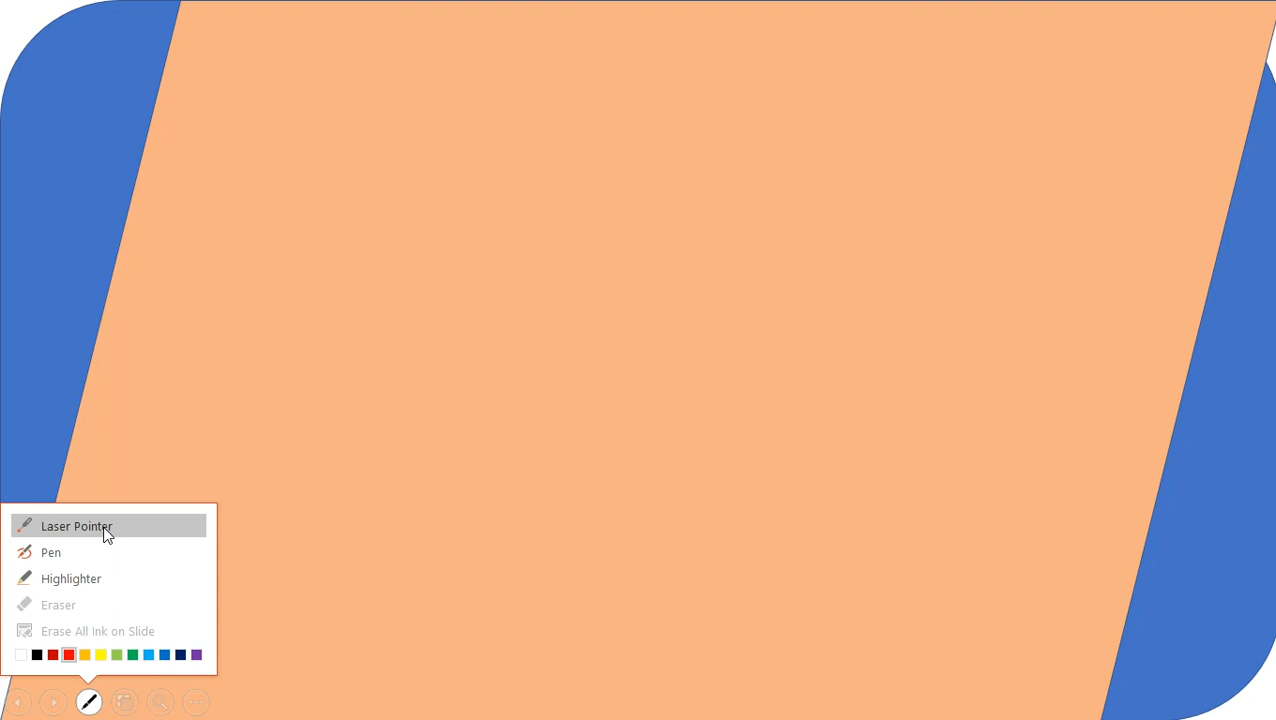 Laser Pointer
Pen
Highlighter
Eraser
Erase All Ink on Slide